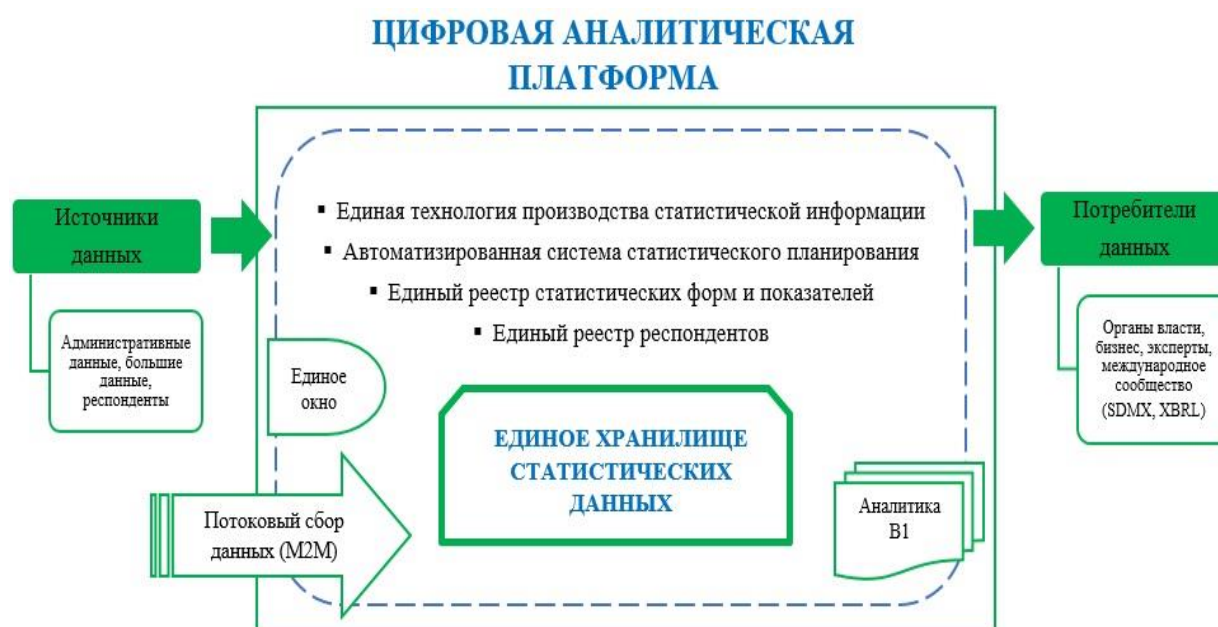 ЦИФРОВАЯ АНАЛИТИЧЕСКАЯ
ПЛАТФОРМА
Источники
данных
Административные
данные, большие
данные,
респонденты
▪ Единая технология производства статистической информации
▪ Автоматизированная система статистического планирования
▪ Единый реестр статистических форм и показателей
▪ Единый реестр респондентов
Единое
окно
ЕДИНОЕ ХРАНИЛИЩЕ
СТАТИСТИЧЕСКИХ
ДАННЫХ
Потоковый сбор
данных (М2М)
Аналитика
В1
Потребители
данных
Органы власти,
бизнес, эксперты,
международное
сообщество
(SDMX, XBRL)